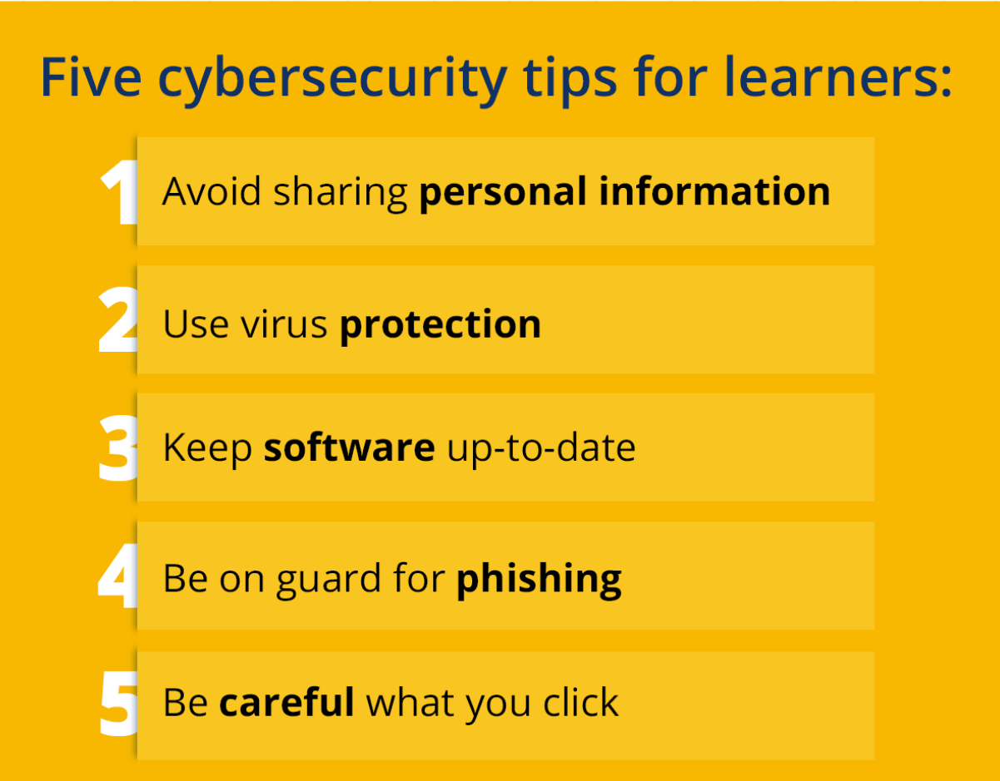 Five cybersecurity tips for learners:
1 Avoid sharing personal information
2 Use virus protection
3 Keep software up-to-date
4 Be on guard for phishing
5 Be careful what you click